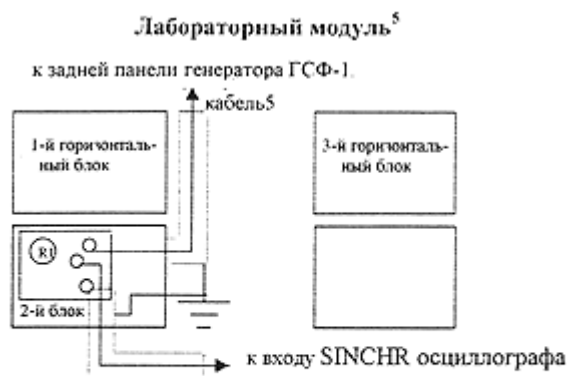 Лабораторный модуль⁵
к задней панели генератора ГСФ-1.
кабель5
1-й горизонталь-
ный блок
3-й горизонталь-
ный блок
R1
2-й блок
к входу SINCHR осциллографа